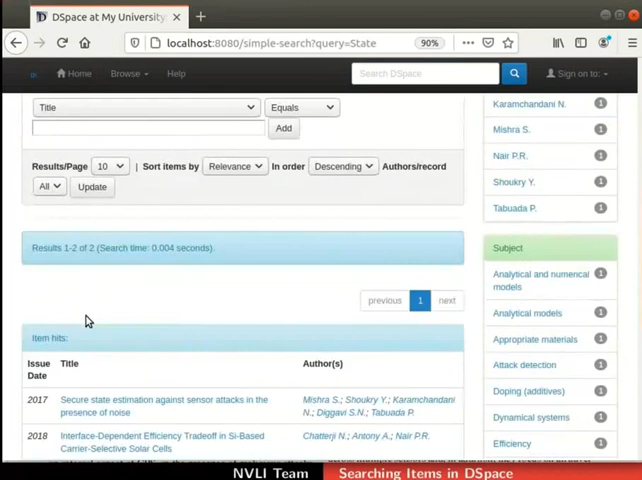 DSpace at My University
localhost:8080/simple-search?query=State
90%
Home
Browse
Help
Search DSpace
Sign on to:
Title
Equals
Add
Results/Page
10
| Sort items by
Relevance
In order
Descending
Authors/record
All
Update
Results 1-2 of 2 (Search time: 0.004 seconds).
previous
1
next
Item hits:
Issue Date
Title
Author(s)
2017
Secure state estimation against sensor attacks in the
presence of noise
Mishra S.; Shoukry Y.; Karamchandani
N.; Diggavi S.N.; Tabuada P.
2018
Interface-Dependent Efficiency Tradeoff in Si-Based
Carrier-Selective Solar Cells
Chatterji N.; Antony A.; Nair P.R.
Karamchandani N. 1
Mishra S. 1
Nair P.R. 1
Shoukry Y. 1
Tabuada P. 1
Subject
Analytical and numencal 1
models
Analytical models 1
Appropriate materials 1
Attack detection 1
Doping (additives) 1
Dynamical systems 1
Efficiency 1
NVLI Team
Searching Items in DSpace